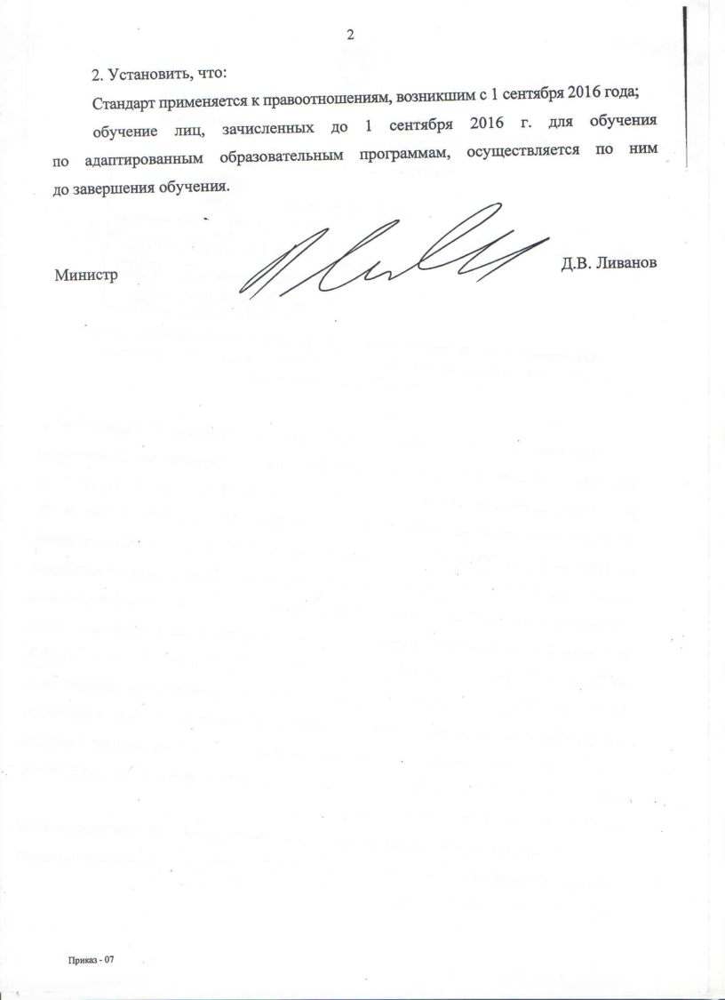 2
2. Установить, что:
Стандарт применяется к правоотношениям, возникшим с 1 сентября 2016 года;
обучение лиц, зачисленных до 1 сентября 2016 г. для обучения
по адаптированным образовательным программам, осуществляется по ним
до завершения обучения.
Министр
Д.В. Ливанов
Приказ - 07